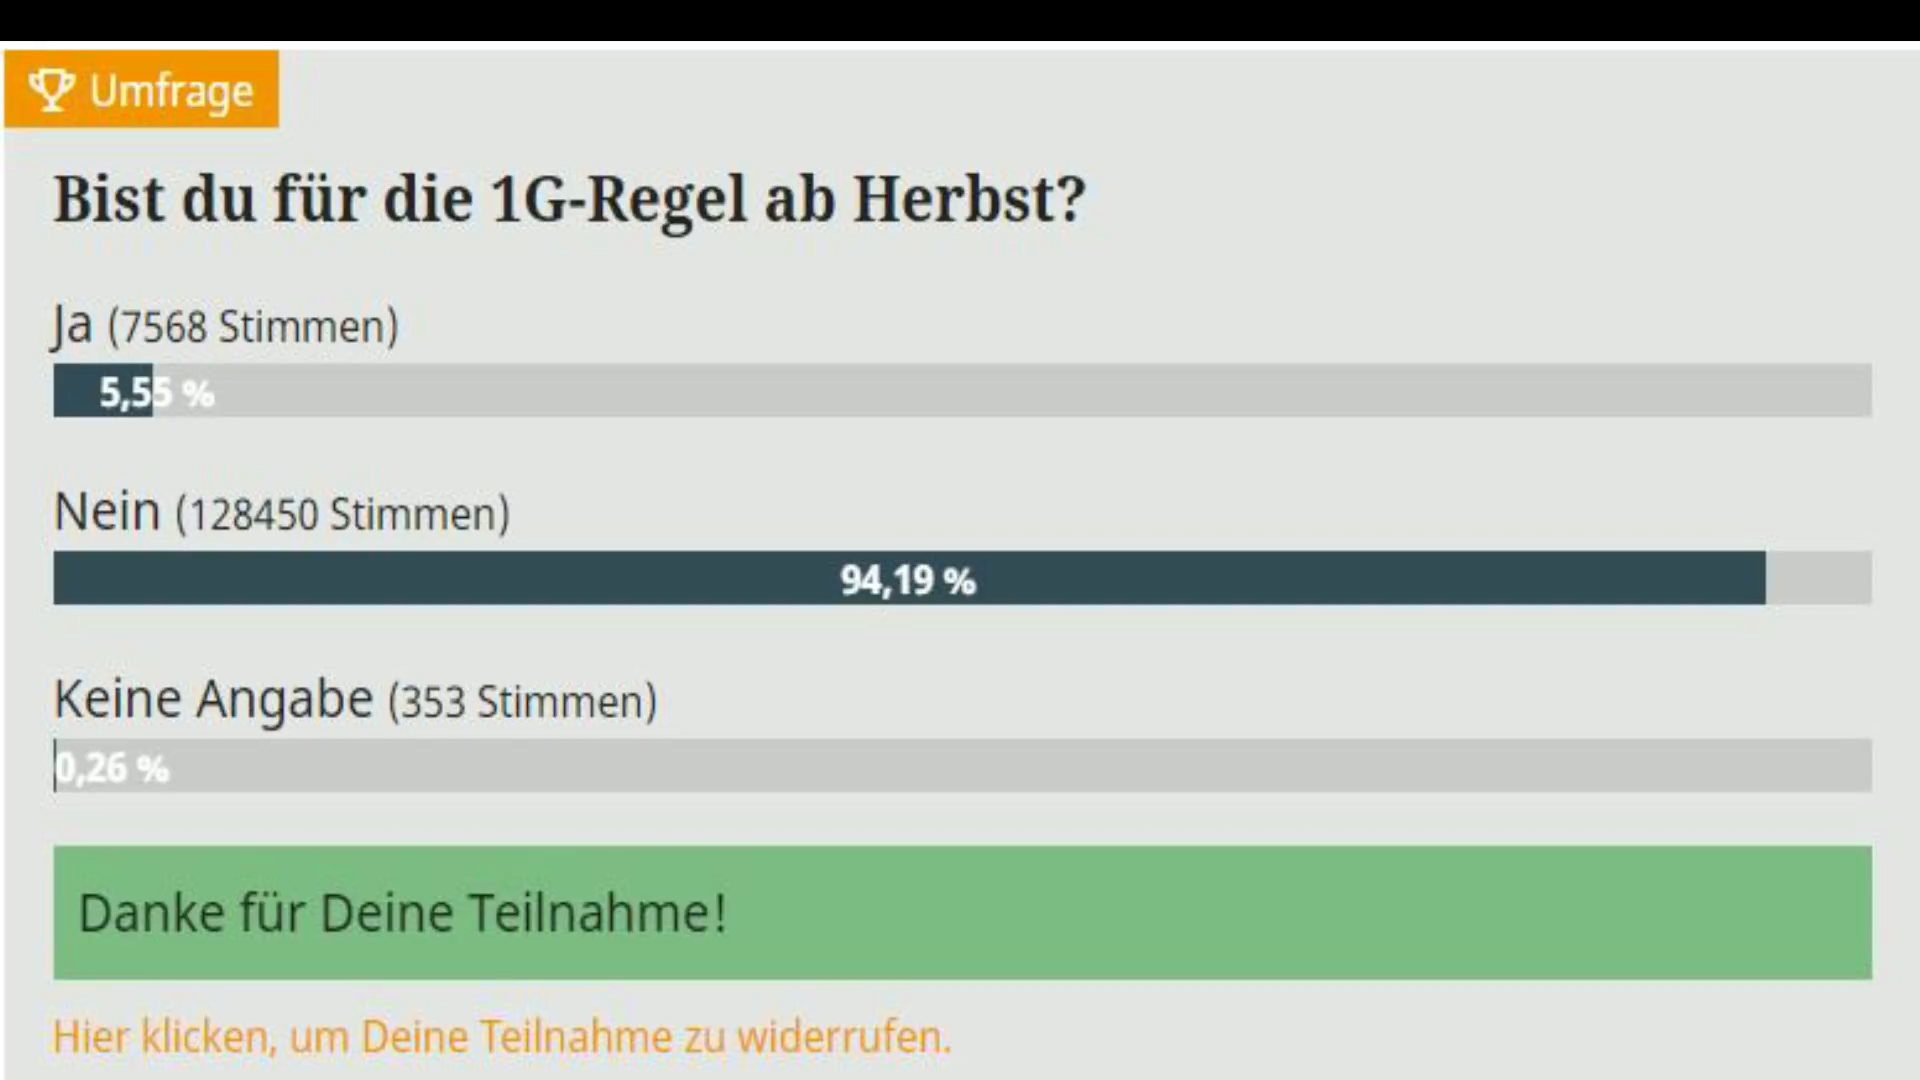 Umfrage
Bist du für die 1G-Regel ab Herbst?
Ja (7568 Stimmen)
5,55 %
Nein (128450 Stimmen)
94,19 %
Keine Angabe (353 Stimmen)
0,26 %
Danke für Deine Teilnahme!
Hier klicken, um Deine Teilnahme zu widerrufen.